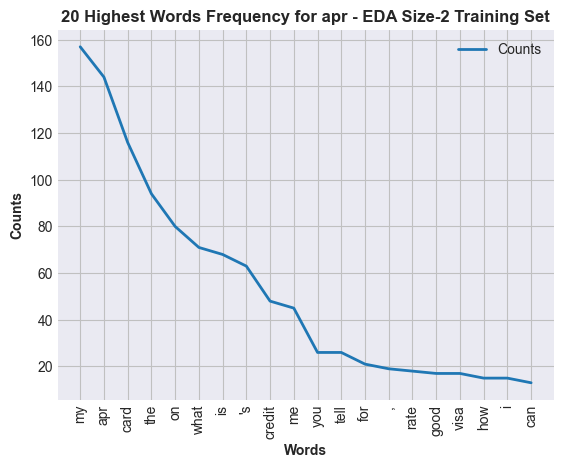 20 Highest Words Frequency for apr - EDA Size-2 Training Set
Counts
160
140
120
100
80
60
40
20
Counts
my
apr
card
the
on
what
is
's
credit
me
you
tell
for
,
rate
good
visa
how
i
can
Words